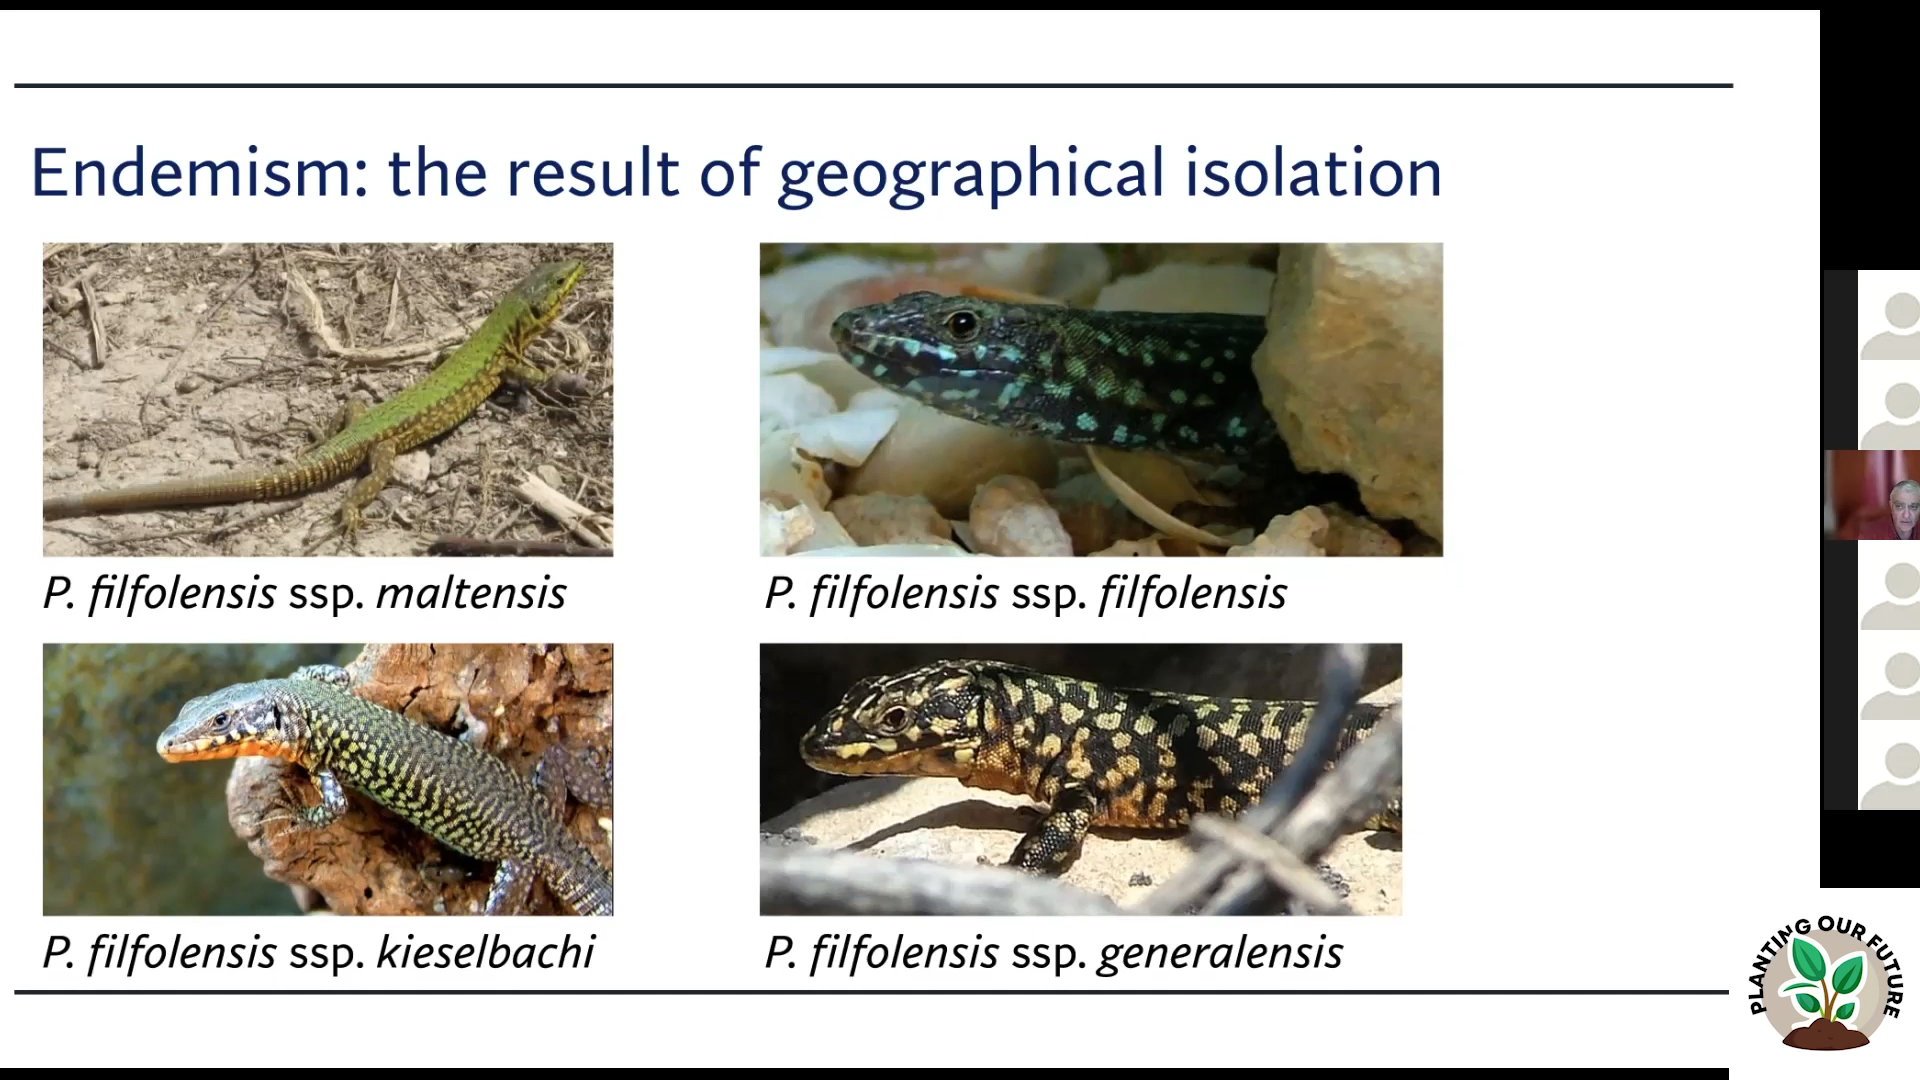 Endemism: the result of geographical isolation
P. filfolensis ssp. maltensis
P. filfolensis ssp. filfolensis
P. filfolensis ssp. kieselbachi
P. filfolensis ssp. generalensis
PLANTING OUR FUTURE